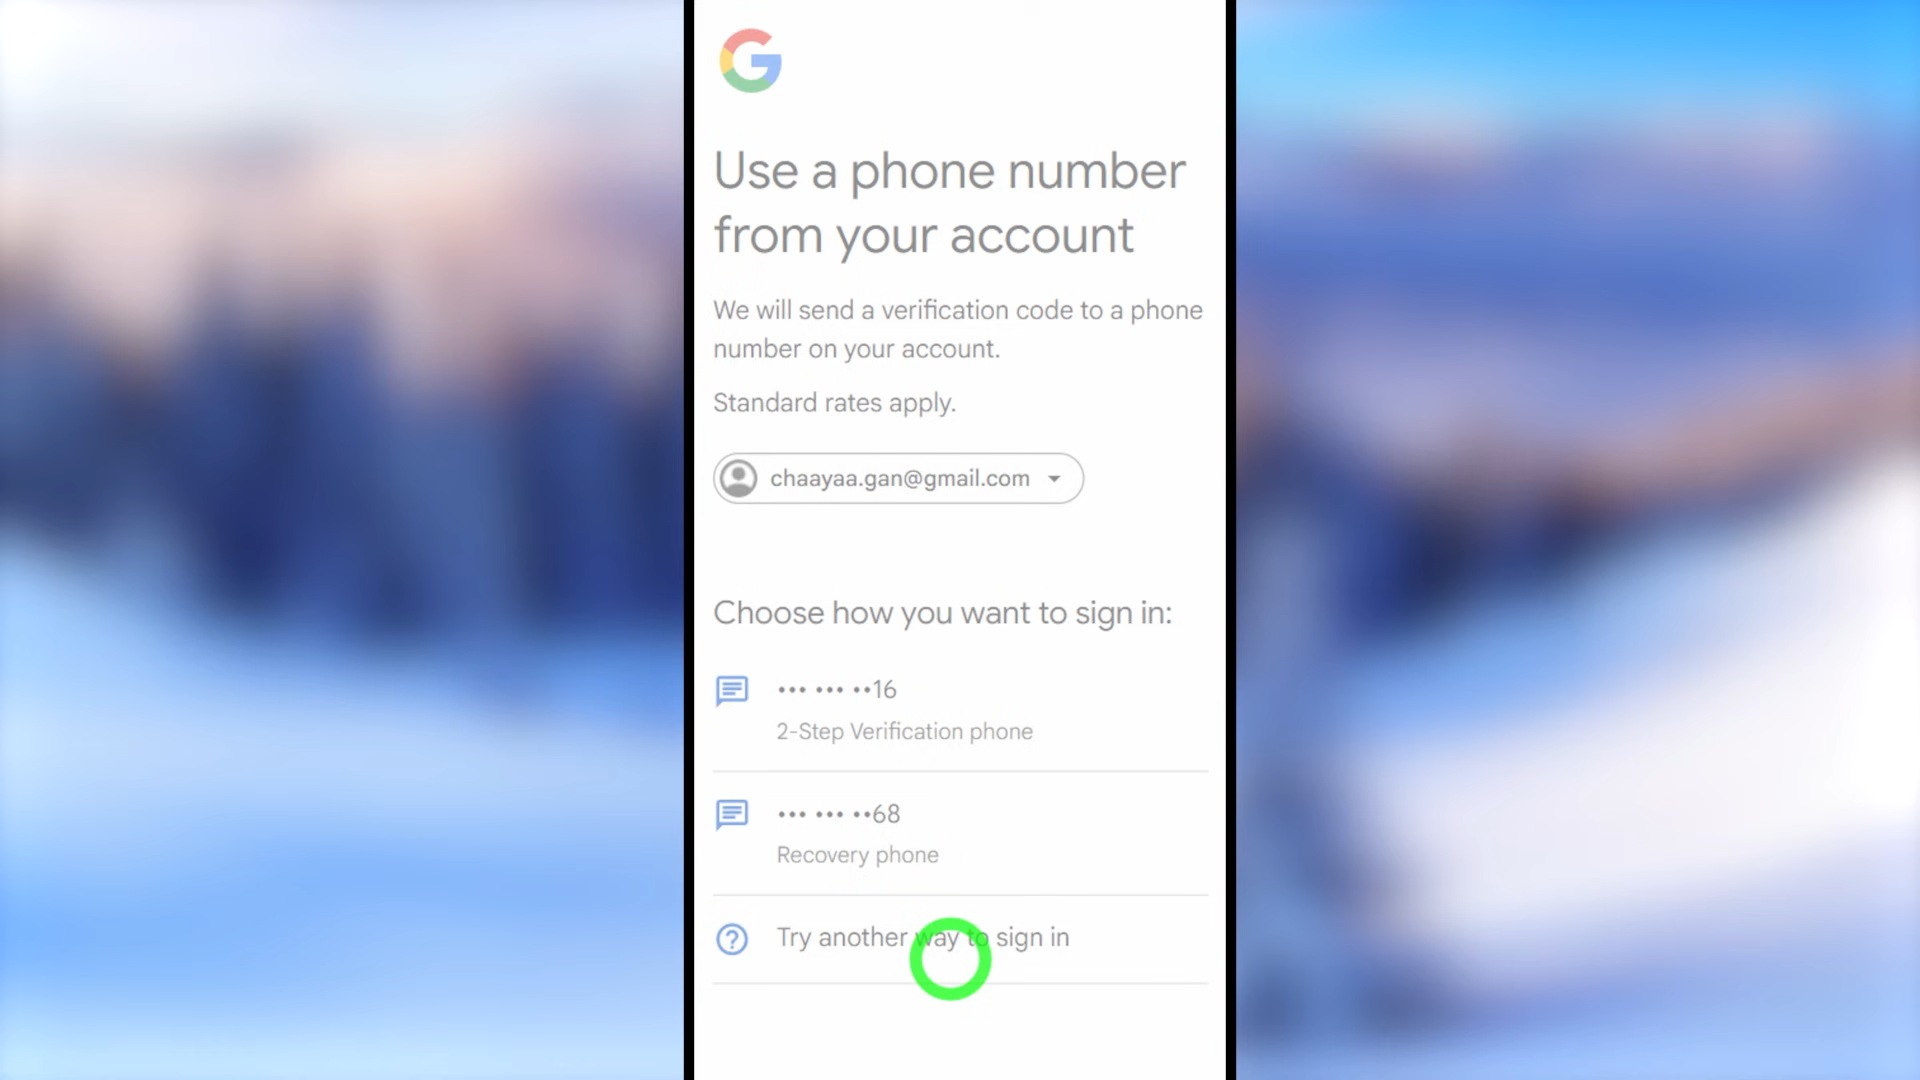 Use a phone number
from your account
We will send a verification code to a phone
number on your account.
Standard rates apply.
chaayaa.gan@gmail.com
Choose how you want to sign in:
••• ••• ••16
2-Step Verification phone
••• ••• ••68
Recovery phone
Try another way to sign in